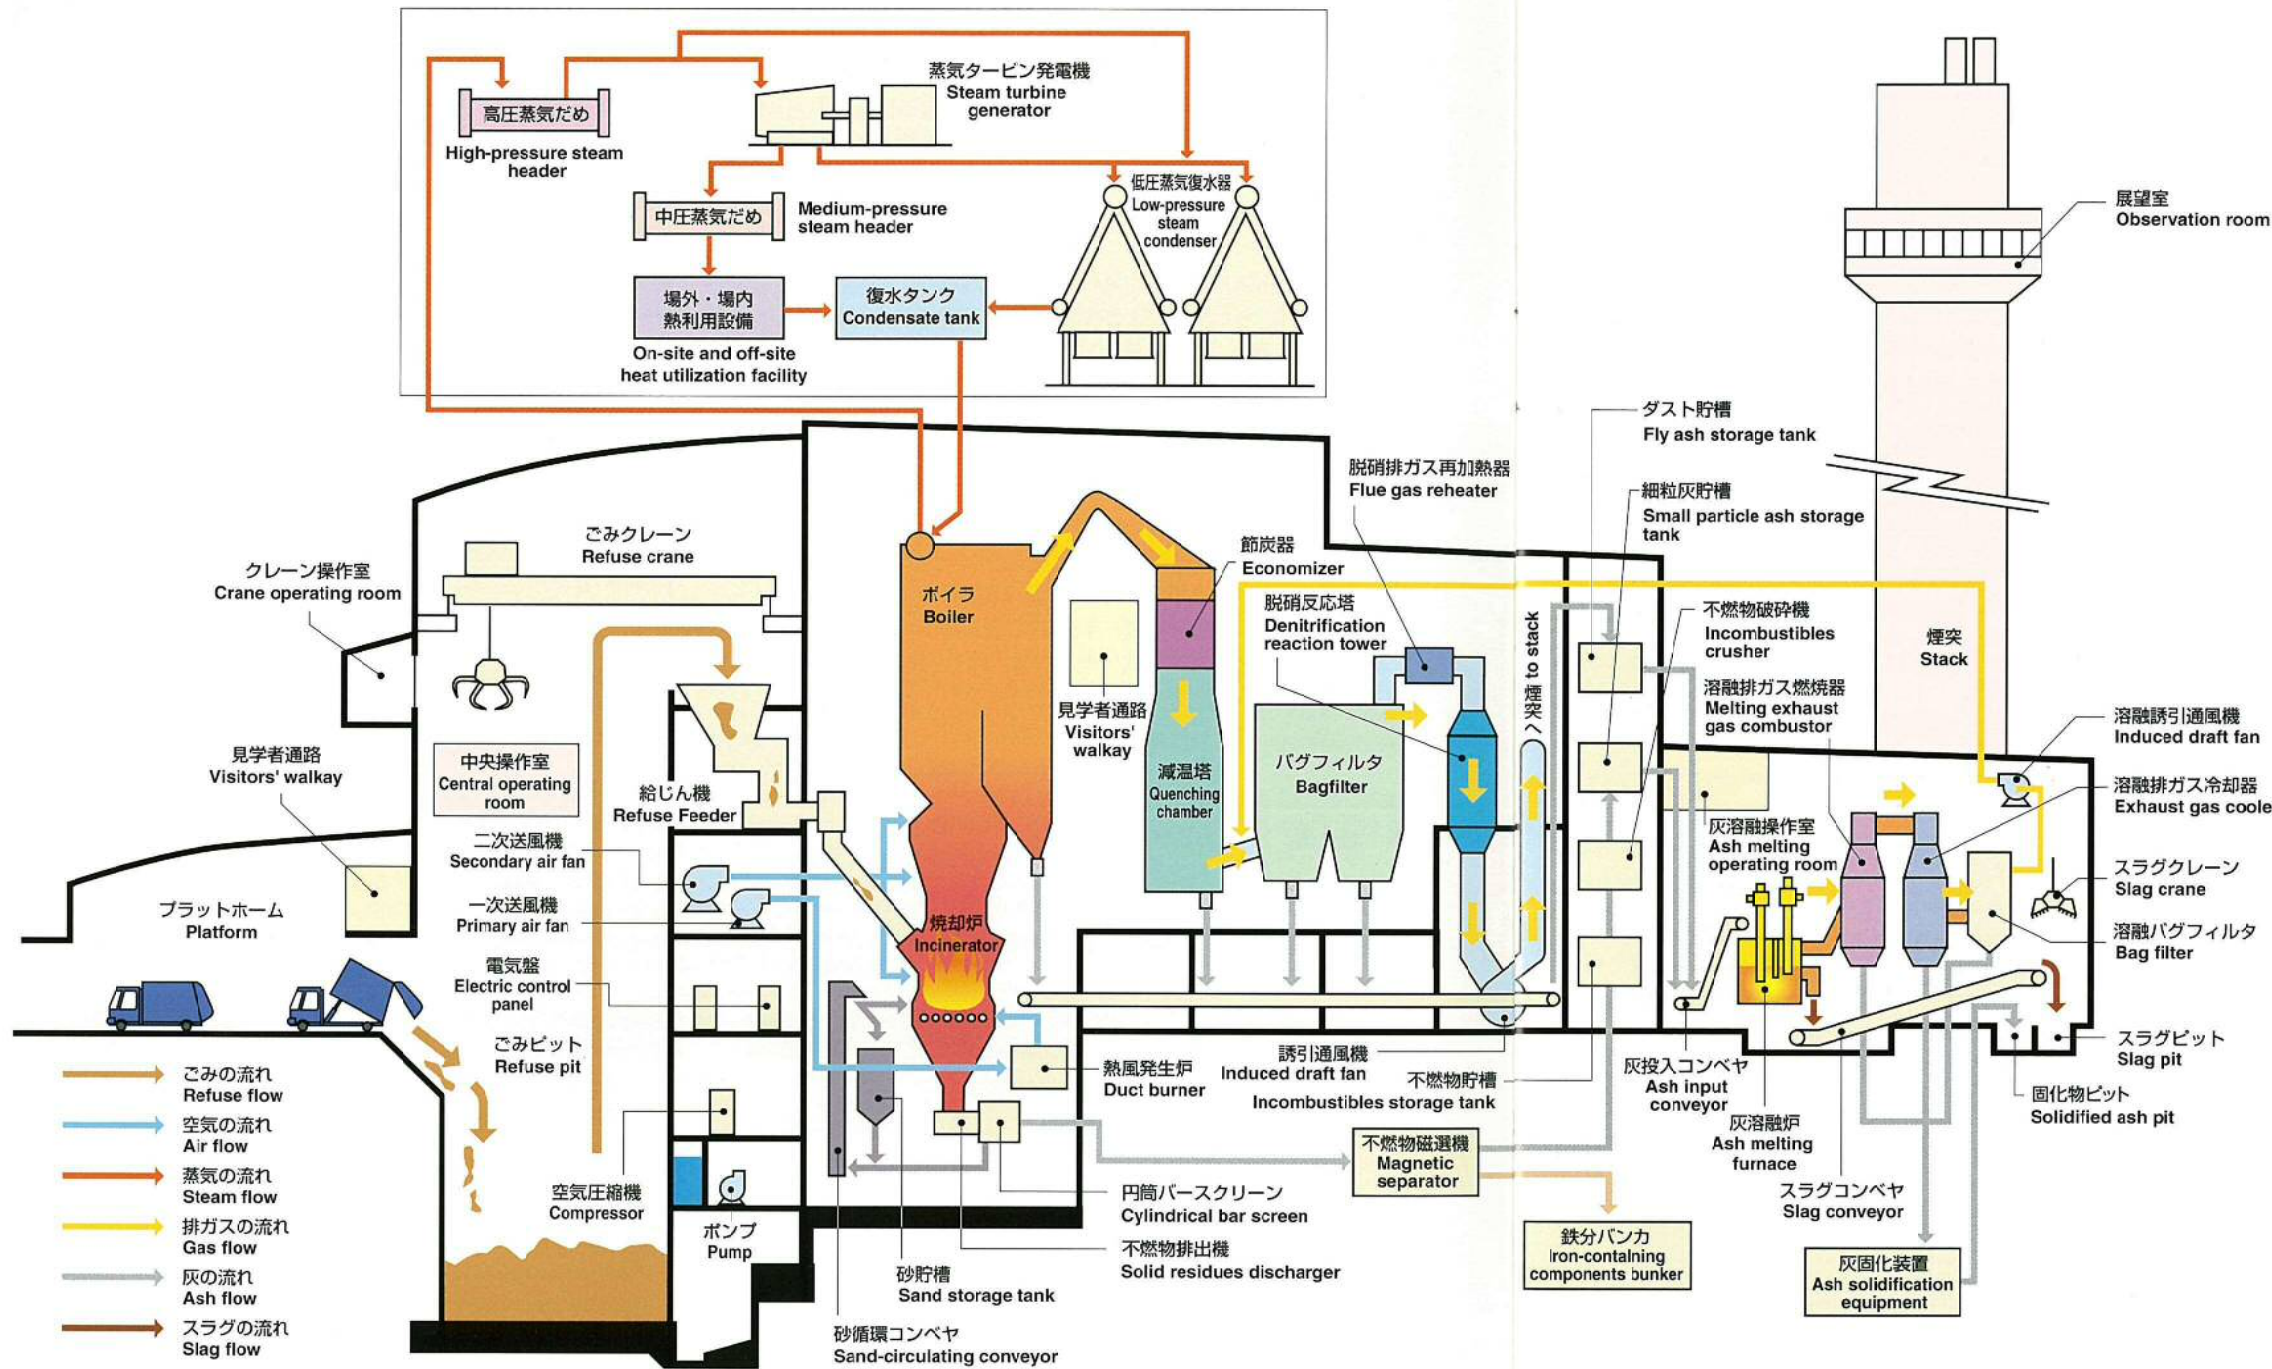 蒸気タービン発電機
Steam turbine
generator
高圧蒸気だめ
High-pressure steam
header
中圧蒸気だめ
Medium-pressure
steam header
低圧蒸気復水器
Low-pressure
steam
condenser
場外・場内
熱利用設備
On-site and off-site
heat utilization facility
復水タンク
Condensate tank
展望室
Observation room
ダスト貯槽
Fly ash storage tank
脱硝排ガス再加熱器
Flue gas reheater
細粒灰貯槽
Small particle ash storage
tank
ごみクレーン
Refuse crane
クレーン操作室
Crane operating room
ボイラ
Boiler
節炭器
Economizer
脱硝反応塔
Denitrification
reaction tower
煙突へ to stack
不燃物破砕機
Incombustibles
crusher
煙突
Stack
溶融排ガス燃焼器
Melting exhaust
gas combustor
見学者通路
Visitors'
walkay
溶融誘引通風機
Induced draft fan
見学者通路
Visitors' walkay
中央操作室
Central operating
room
給じん機
Refuse Feeder
減温塔
Quenching
chamber
バグフィルタ
Bagfilter
溶融排ガス冷却器
Exhaust gas coole
灰溶融操作室
Ash melting
operating room
二次送風機
Secondary air fan
スラグクレーン
Slag crane
一次送風機
Primary air fan
プラットホーム
Platform
焼却炉
Incinerator
溶融バグフィルタ
Bag filter
電気盤
Electric control
panel
ごみピット
Refuse pit
熱風発生炉
Duct burner
誘引通風機
Induced draft fan
不燃物貯槽
Incombustibles storage tank
灰投入コンベヤ
Ash input
conveyor
スラグピット
Slag pit
固化物ピット
Solidified ash pit
灰溶融炉
Ash melting
furnace
不燃物磁選機
Magnetic
separator
スラグコンベヤ
Slag conveyor
空気圧縮機
Compressor
ポンプ
Pump
円筒バースクリーン
Cylindrical bar screen
不燃物排出機
Solid residues discharger
鉄分バンカ
Iron-containing
components bunker
灰固化装置
Ash solidification
equipment
砂貯槽
Sand storage tank
砂循環コンベヤ
Sand-circulating conveyor
ごみの流れ
Refuse flow
空気の流れ
Air flow
蒸気の流れ
Steam flow
排ガスの流れ
Gas flow
灰の流れ
Ash flow
スラグの流れ
Slag flow